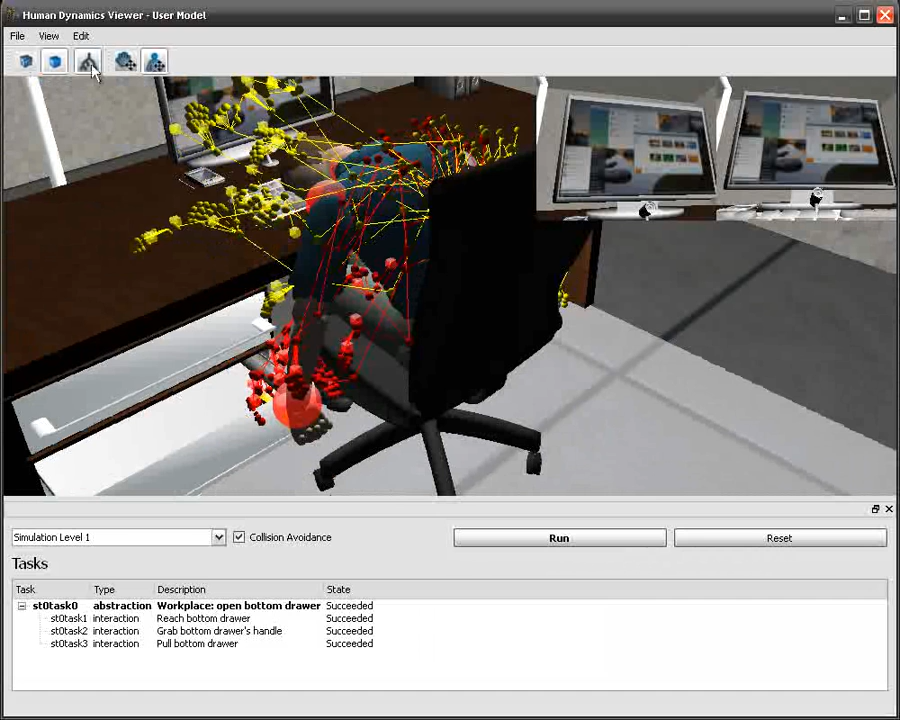 Human Dynamics Viewer - User Model
File View Edit
Simulation Level 1 Collision Avoidance Run Reset
Tasks
Task Type Description State
st0task0 abstraction Workplace: open bottom drawer Succeeded
st0task1 interaction Reach bottom drawer Succeeded
st0task2 interaction Grab bottom drawer's handle Succeeded
st0task3 interaction Pull bottom drawer Succeeded